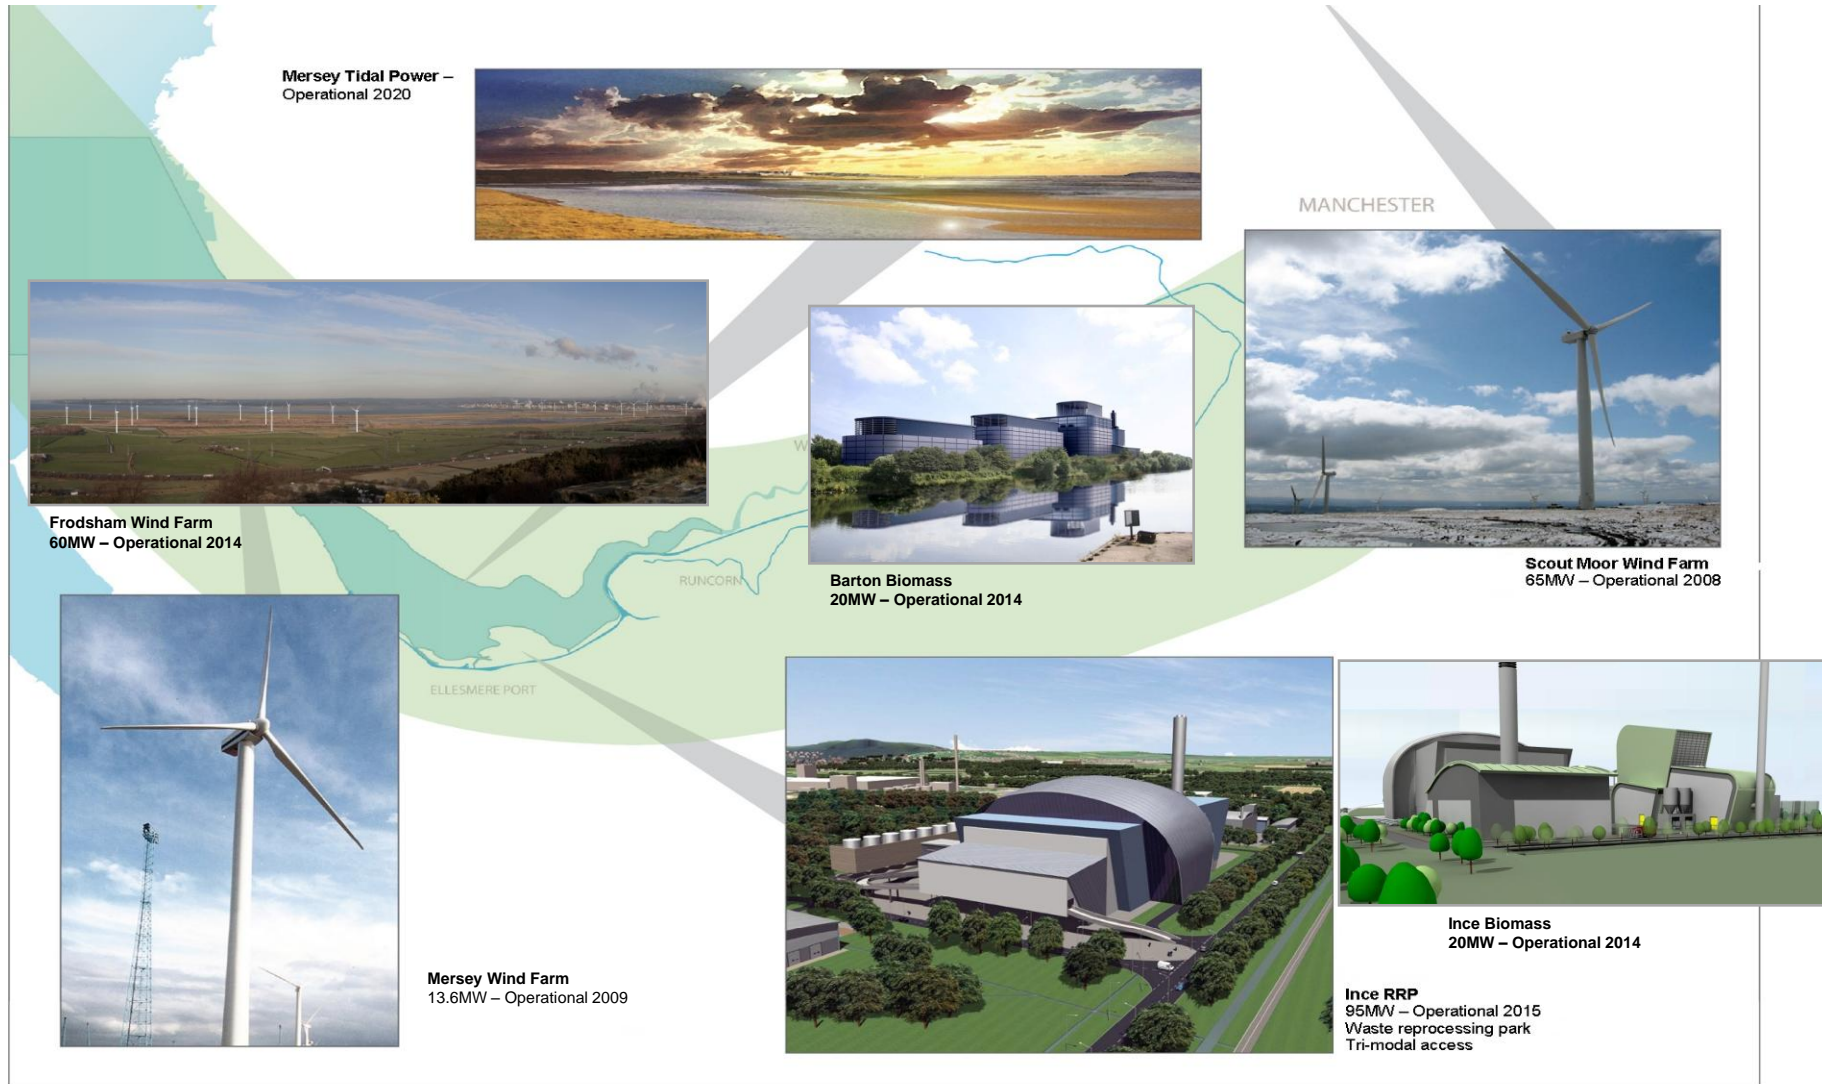 Mersey Tidal Power –
Operational 2020
MANCHESTER
Frodsham Wind Farm
60MW – Operational 2014
W
RUNCORN
Barton Biomass
20MW – Operational 2014
Scout Moor Wind Farm
65MW – Operational 2008
ELLESMERE PORT
Ince Biomass
20MW – Operational 2014
Mersey Wind Farm
13.6MW – Operational 2009
Ince RRP
95MW – Operational 2015
Waste reprocessing park
Tri-modal access